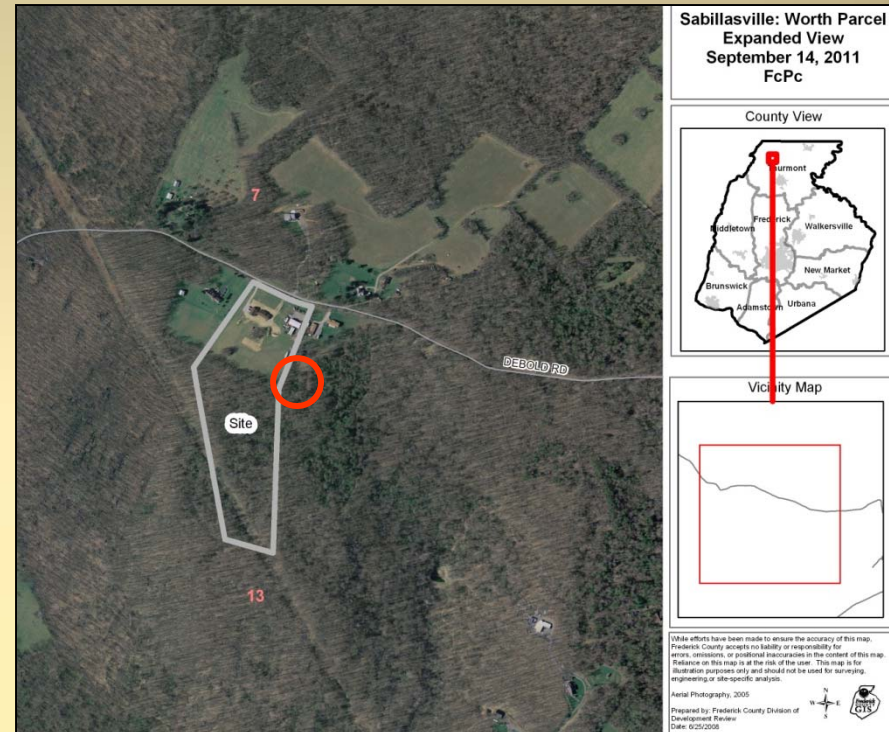 Sabillasville: Worth Parcel
Expanded View
September 14, 2011
FcPc
County View
Frederick
Middletown
Walkersville
New Market
Brunswick
Urbana
7
DEBOLD RD
Site
13
Vicinity Map
While efforts have been made to ensure the accuracy of this map,
Frederick County accepts no liability or responsibility for
errors, omissions, or positional inaccuracies in the content of this map.
Reliance on this map is at the risk of the user. This map is for
illustration purposes only and should not be used for surveying,
engineering, or site-specific analysis.
Aerial Photography, 2005
Prepared by: Frederick County Division of
Development Review
Date: 6/25/2008
N
W
E
S
GIS